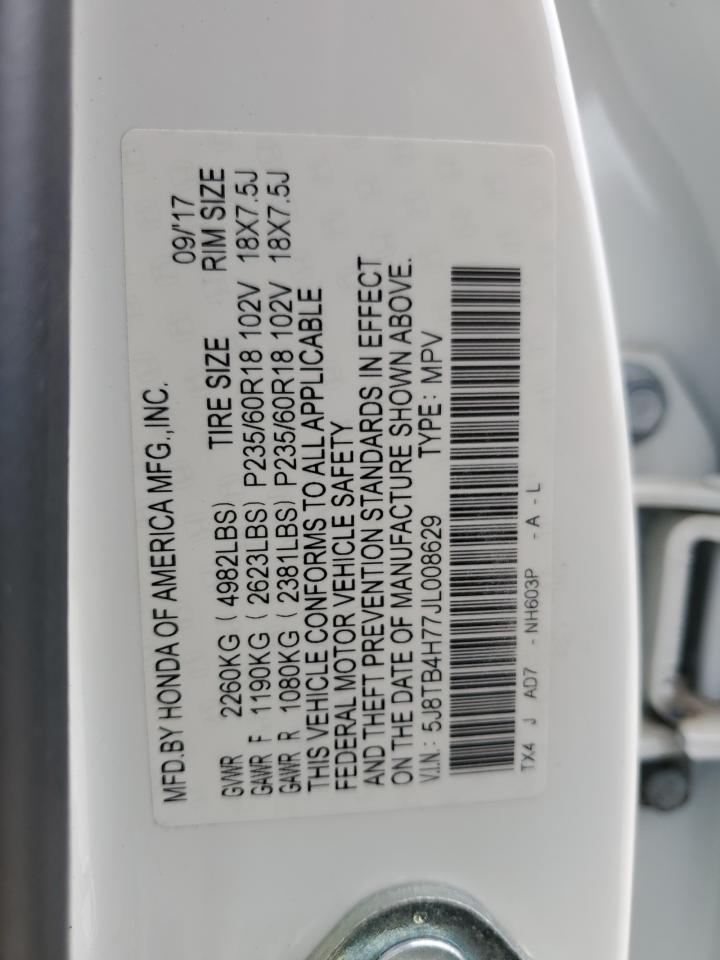 MFD.BY HONDA OF AMERICA MFG.,INC. 09/'17
GVWR 2260KG ( 4982LBS) TIRE SIZE RIM SIZE
GAWR F 1190KG ( 2623LBS) P235/60R18 102V 18X7.5J
GAWR R 1080KG ( 2381LBS) P235/60R18 102V 18X7.5J
THIS VEHICLE CONFORMS TO ALL APPLICABLE
FEDERAL MOTOR VEHICLE SAFETY
AND THEFT PREVENTION STANDARDS IN EFFECT
ON THE DATE OF MANUFACTURE SHOWN ABOVE.
V.I.N.: 5J8TB4H77JL008629 TYPE: MPV
TX4 J AD7 - NH603P - A - L